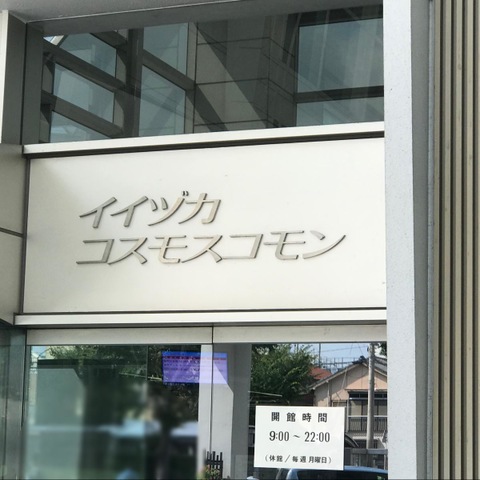 イイヅカ
コスモスコモン
開館時間
9:00～22:00
(休館/毎週月曜日)